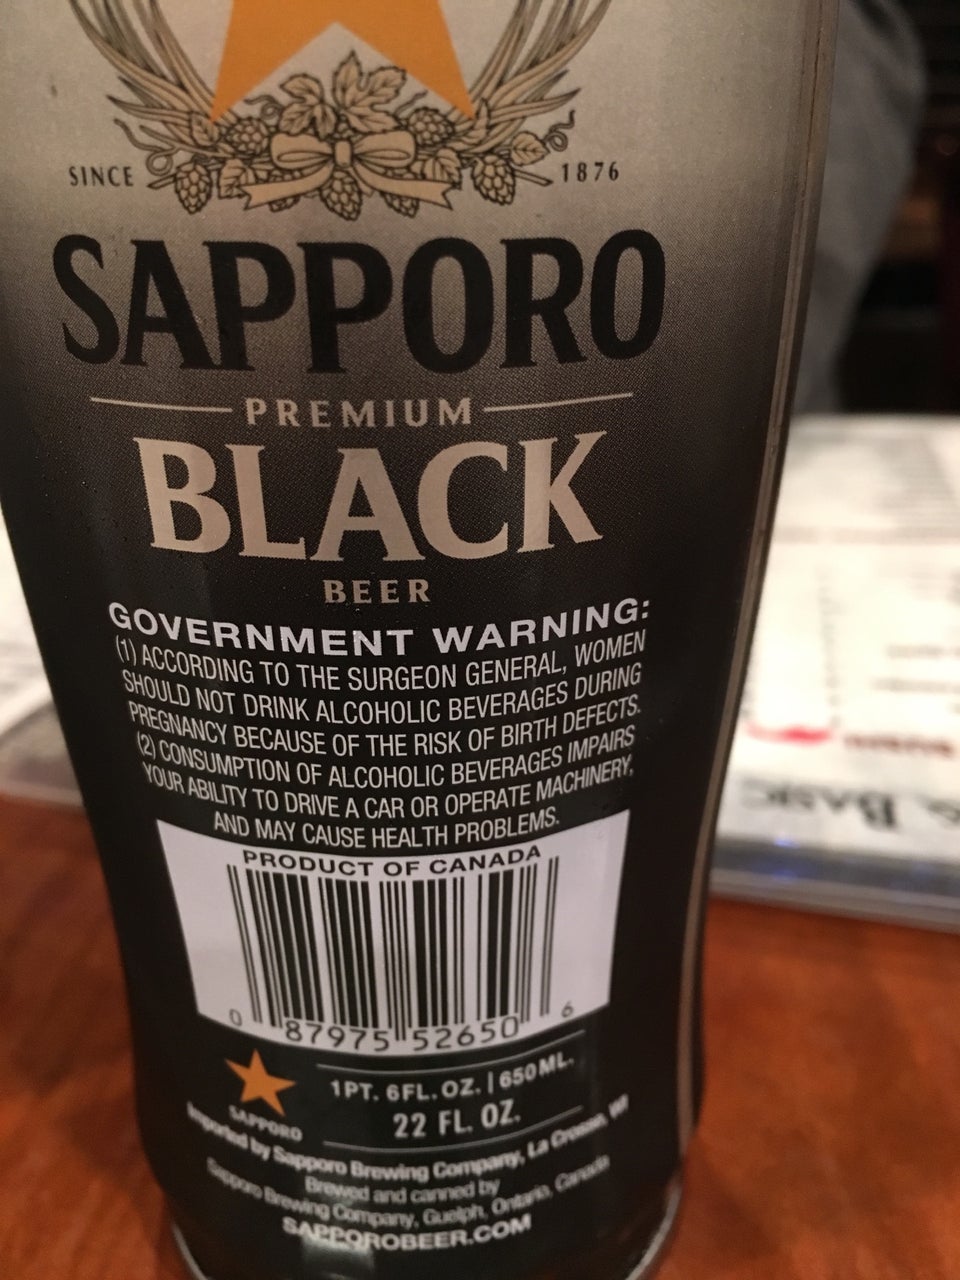 SINCE 1876
SAPPORO
PREMIUM
BLACK
BEER
GOVERNMENT WARNING:
(1) ACCORDING TO THE SURGEON GENERAL, WOMEN
SHOULD NOT DRINK ALCOHOLIC BEVERAGES DURING
PREGNANCY BECAUSE OF THE RISK OF BIRTH DEFECTS.
(2) CONSUMPTION OF ALCOHOLIC BEVERAGES IMPAIRS
YOUR ABILITY TO DRIVE A CAR OR OPERATE MACHINERY,
AND MAY CAUSE HEALTH PROBLEMS.
PRODUCT OF CANADA
0 87975 52650 6
1PT. 6FL. OZ. | 650ML.
22 FL. OZ.
SAPPORO
Imported by Sapporo Brewing Company, La Crosse, WI
Brewed and canned by
Sapporo Brewing Company, Guelph, Ontario, Canada
SAPPOROBEER.COM
BASIC